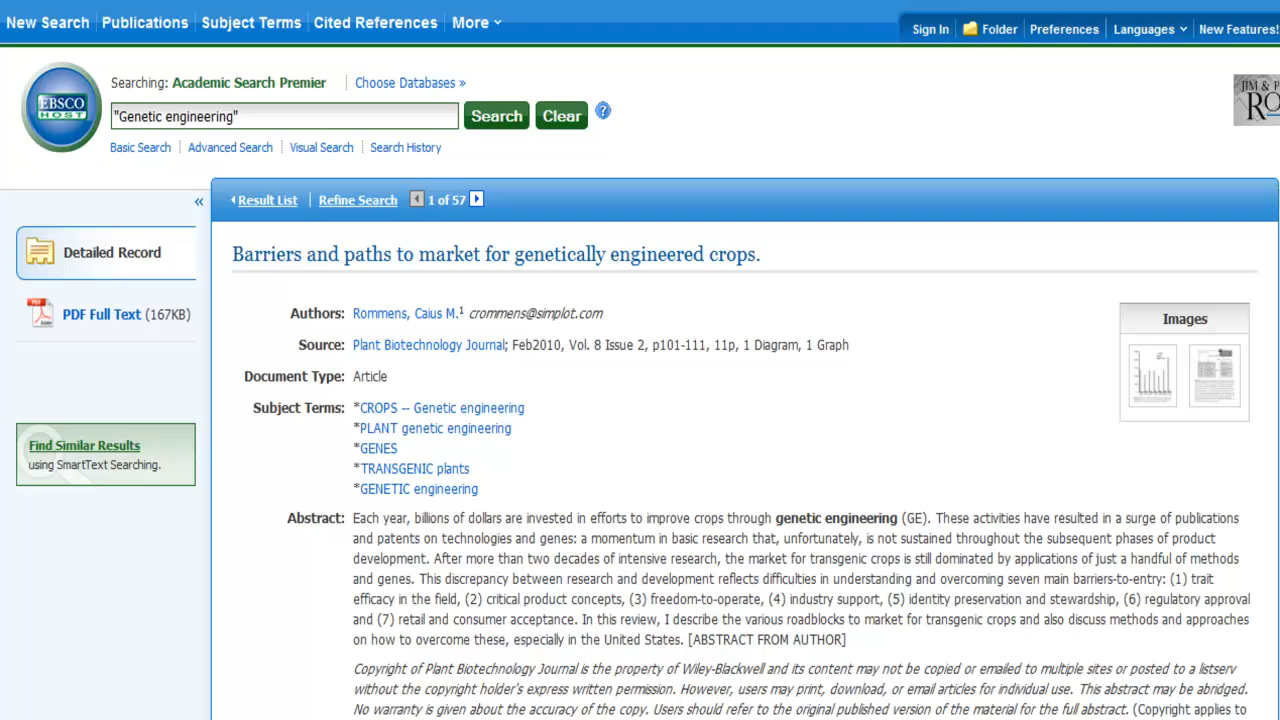 New Search Publications Subject Terms Cited References More
Sign In Folder Preferences Languages New Features!
Searching: Academic Search Premier Choose Databases »
EBSCO HOST
"Genetic engineering" Search Clear ?
Basic Search Advanced Search Visual Search Search History
JIM & P
RO
«
Result List Refine Search 1 of 57
Detailed Record
PDF Full Text (167KB)
Find Similar Results
using SmartText Searching.
Barriers and paths to market for genetically engineered crops.
Authors: Rommens, Caius M.1 crommens@simplot.com
Source: Plant Biotechnology Journal; Feb2010, Vol. 8 Issue 2, p101-111, 11p, 1 Diagram, 1 Graph
Document Type: Article
Subject Terms: *CROPS -- Genetic engineering
*PLANT genetic engineering
*GENES
*TRANSGENIC plants
*GENETIC engineering
Images
Abstract: Each year, billions of dollars are invested in efforts to improve crops through genetic engineering (GE). These activities have resulted in a surge of publications
and patents on technologies and genes: a momentum in basic research that, unfortunately, is not sustained throughout the subsequent phases of product
development. After more than two decades of intensive research, the market for transgenic crops is still dominated by applications of just a handful of methods
and genes. This discrepancy between research and development reflects difficulties in understanding and overcoming seven main barriers-to-entry: (1) trait
efficacy in the field, (2) critical product concepts, (3) freedom-to-operate, (4) industry support, (5) identity preservation and stewardship, (6) regulatory approval
and (7) retail and consumer acceptance. In this review, I describe the various roadblocks to market for transgenic crops and also discuss methods and approaches
on how to overcome these, especially in the United States. [ABSTRACT FROM AUTHOR]
Copyright of Plant Biotechnology Journal is the property of Wiley-Blackwell and its content may not be copied or emailed to multiple sites or posted to a listserv
without the copyright holder's express written permission. However, users may print, download, or email articles for individual use. This abstract may be abridged.
No warranty is given about the accuracy of the copy. Users should refer to the original published version of the material for the full abstract. (Copyright applies to